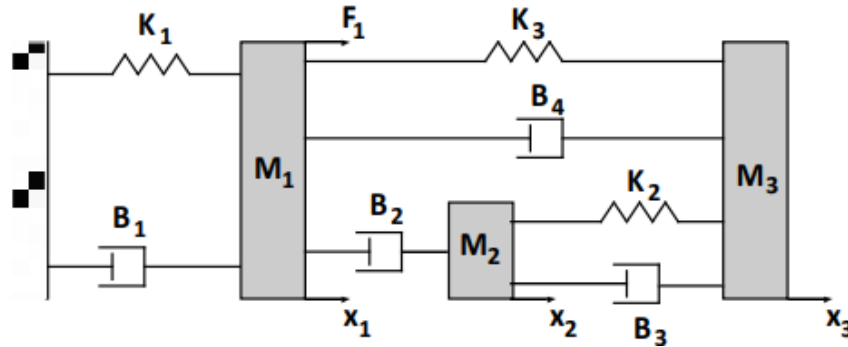 K₁
F₁
K₃
B₄
M₁
M₃
K₂
B₂
B₁
M₂
x₁
x₂
B₃
x₃